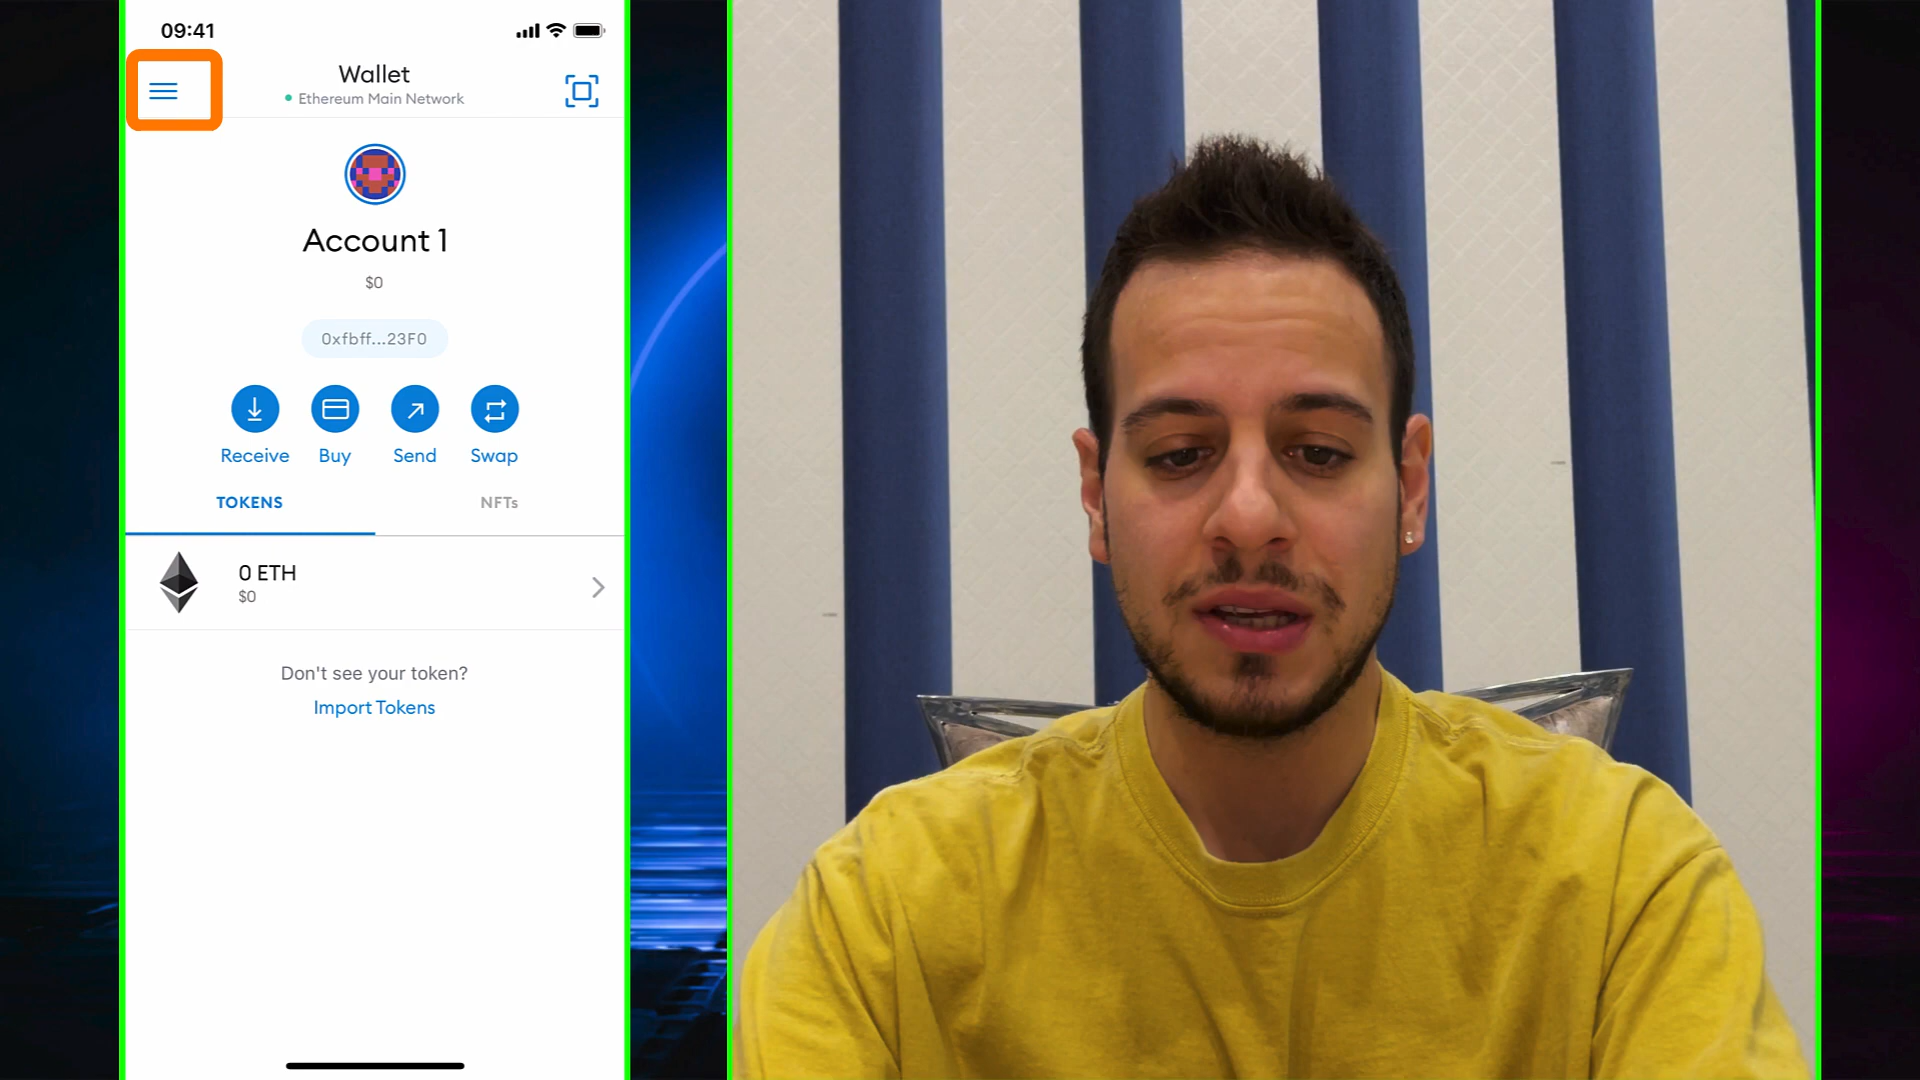 09:41
Wallet
Ethereum Main Network
Account 1
$0
0xfbff...23F0
Receive Buy Send Swap
TOKENS NFTs
0 ETH
$0
Don't see your token?
Import Tokens